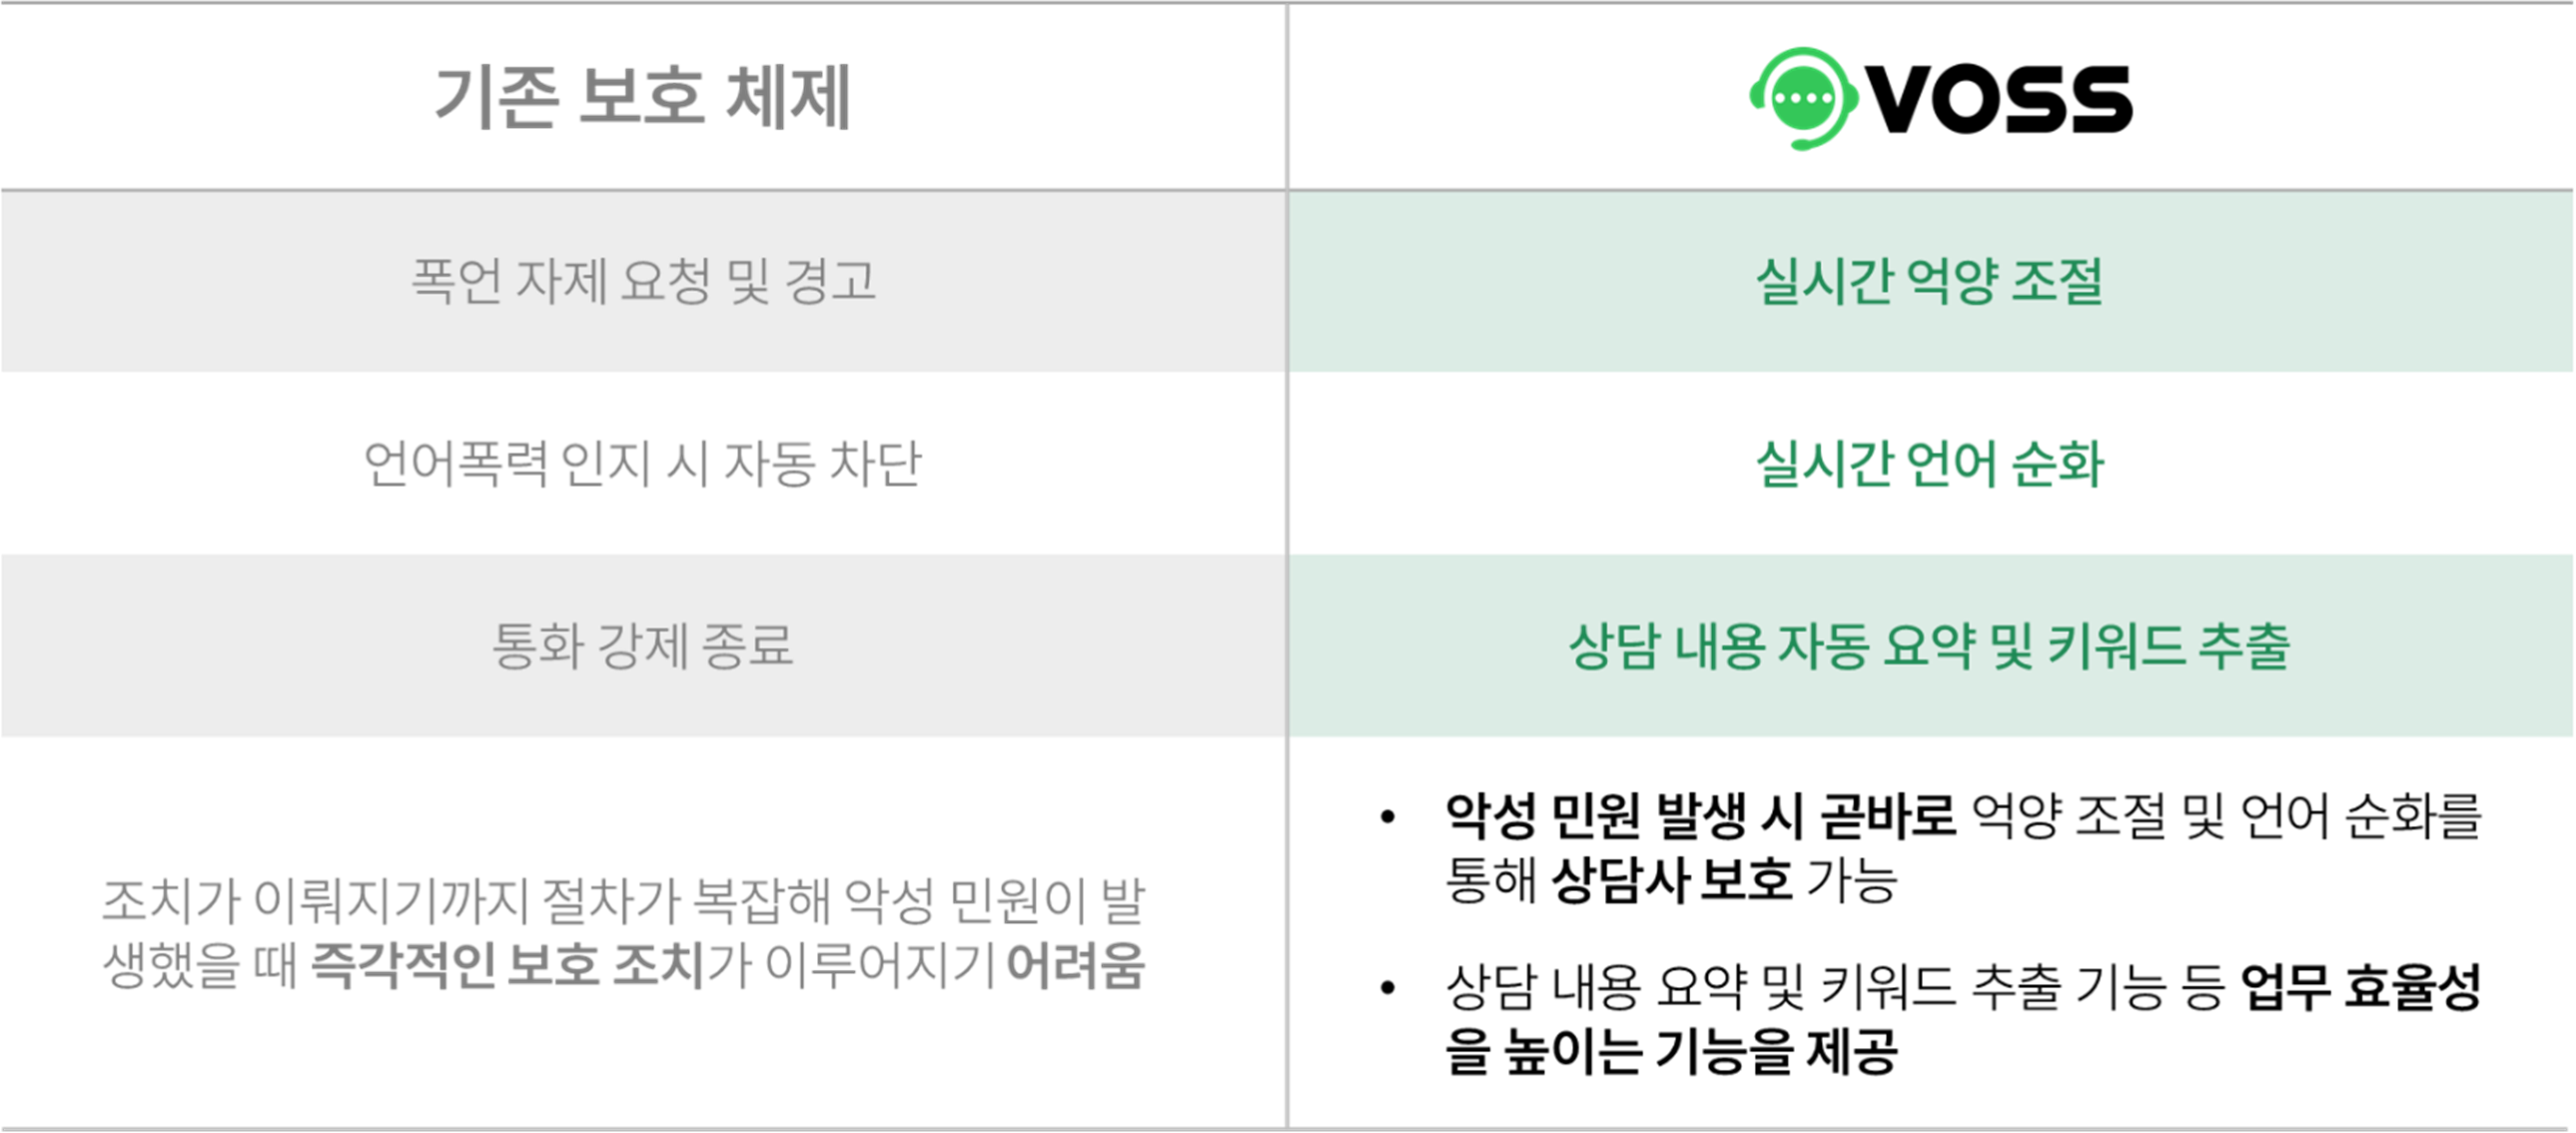 기존 보호 체제
VOSS
폭언 자제 요청 및 경고
실시간 억양 조절
언어폭력 인지 시 자동 차단
실시간 언어 순화
통화 강제 종료
상담 내용 자동 요약 및 키워드 추출
조치가 이뤄지기까지 절차가 복잡해 악성 민원이 발
생했을 때 즉각적인 보호 조치가 이루어지기 어려움
• 악성 민원 발생 시 곧바로 억양 조절 및 언어 순화를
통해 상담사 보호 가능
• 상담 내용 요약 및 키워드 추출 기능 등 업무 효율성
을 높이는 기능을 제공